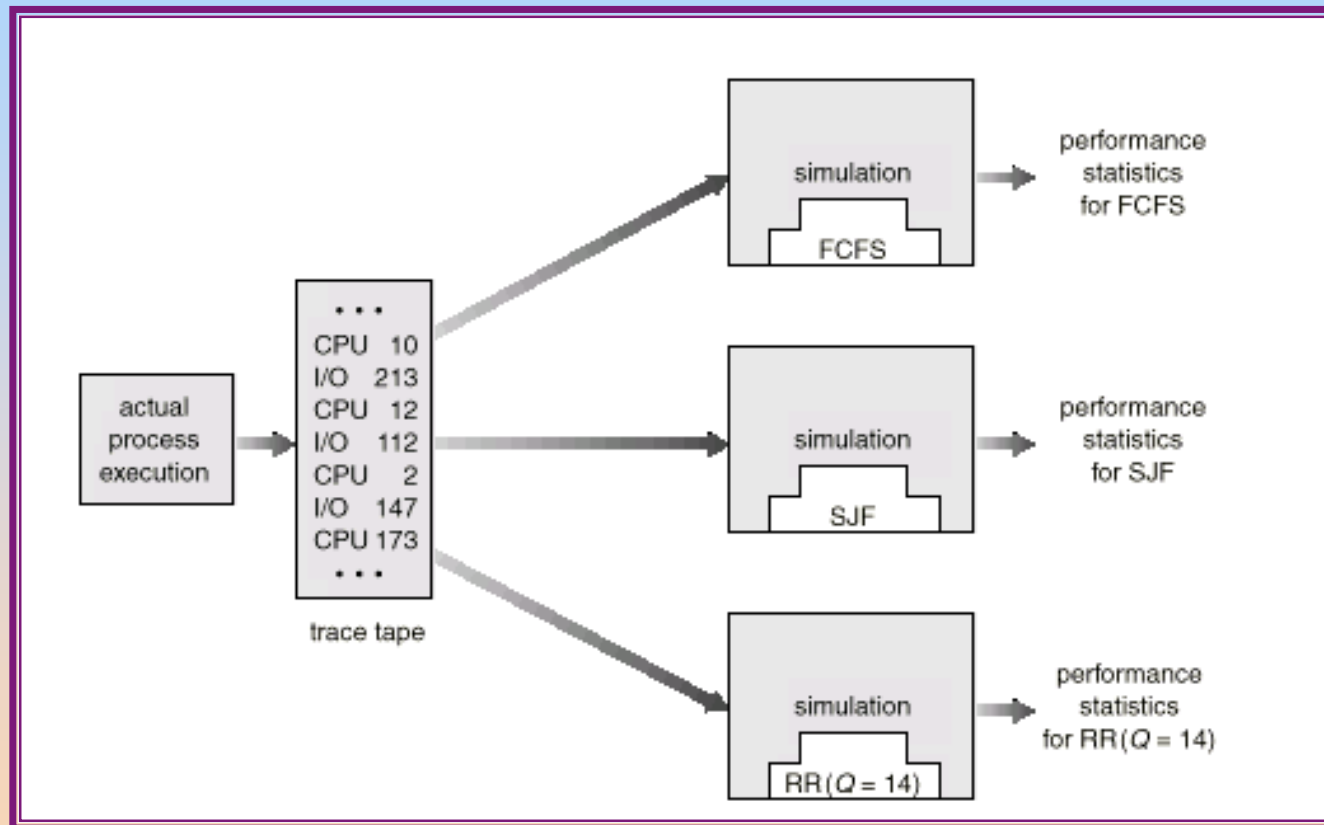 actual
process
execution
• • •
CPU 10
I/O 213
CPU 12
I/O 112
CPU 2
I/O 147
CPU 173
• • •
trace tape
simulation
FCFS
performance
statistics
for FCFS
simulation
SJF
performance
statistics
for SJF
simulation
RR (Q = 14)
performance
statistics
for RR (Q = 14)